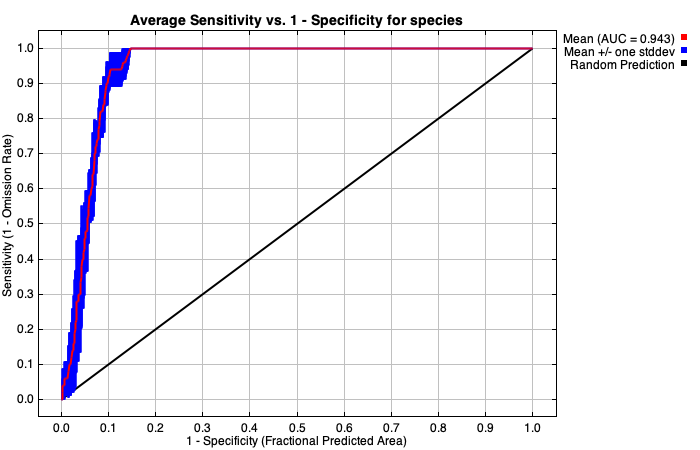 Average Sensitivity vs. 1 - Specificity for species
Mean (AUC = 0.943)
Mean +/- one stddev
Random Prediction
Sensitivity (1 - Omission Rate)
1.0
0.9
0.8
0.7
0.6
0.5
0.4
0.3
0.2
0.1
0.0
0.0 0.1 0.2 0.3 0.4 0.5 0.6 0.7 0.8 0.9 1.0
1 - Specificity (Fractional Predicted Area)